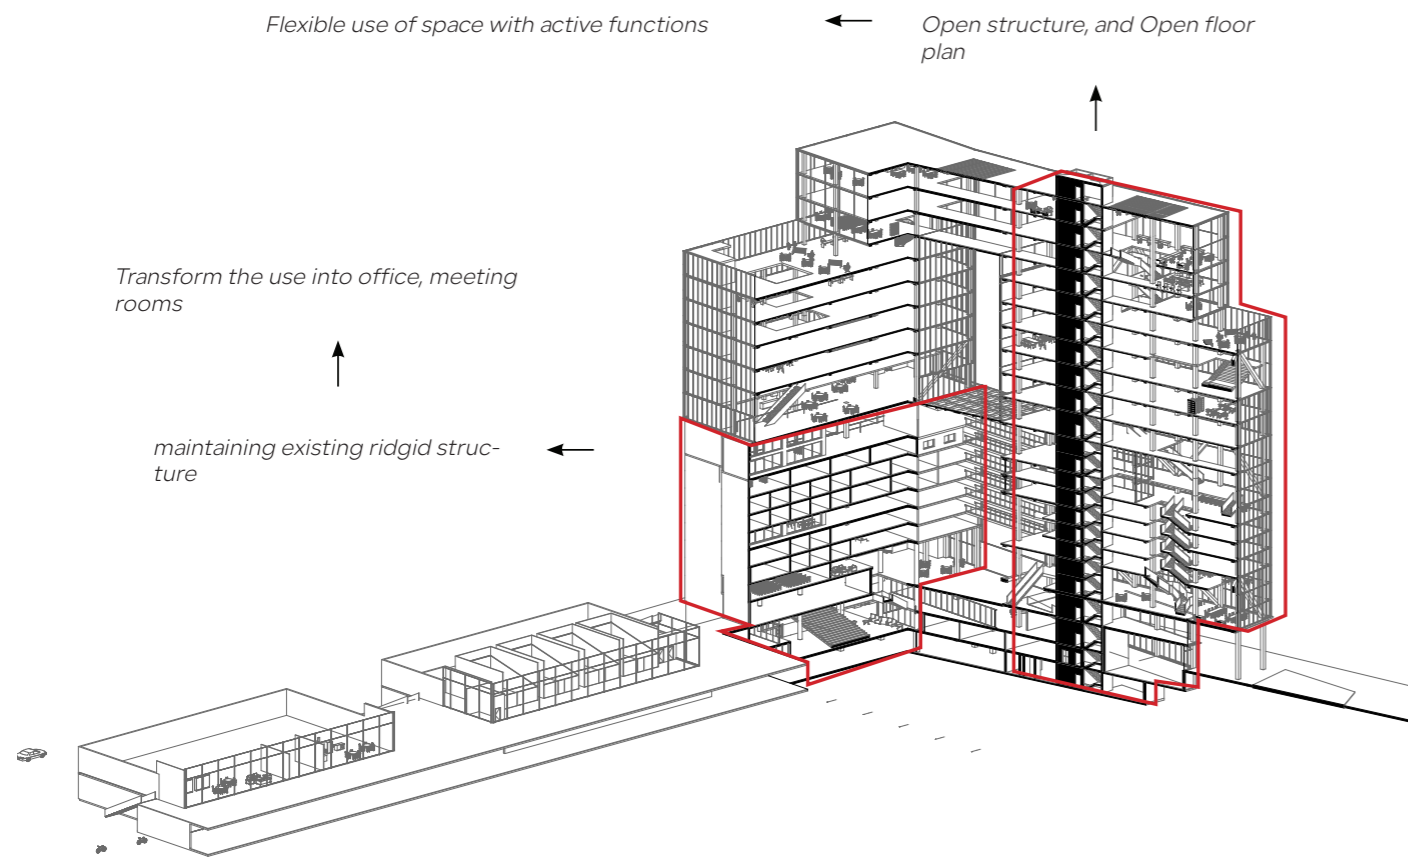 Flexible use of space with active functions
Open structure, and Open floor
plan
Transform the use into office, meeting
rooms
maintaining existing ridgid struc-
ture